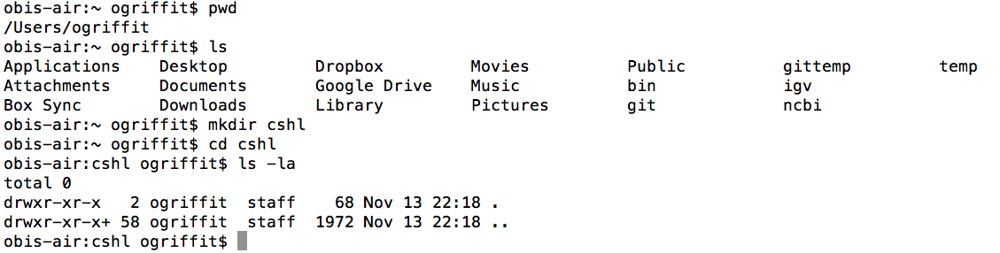 obis-air:~ ogriffit$ pwd
/Users/ogriffit
obis-air:~ ogriffit$ ls
Applications    Desktop         Dropbox         Movies          Public          gittemp         temp
Attachments     Documents       Google Drive    Music           bin             igv
Box Sync        Downloads       Library         Pictures        git             ncbi
obis-air:~ ogriffit$ mkdir cshl
obis-air:~ ogriffit$ cd cshl
obis-air:cshl ogriffit$ ls -la
total 0
drwxr-xr-x   2 ogriffit  staff    68 Nov 13 22:18 .
drwxr-xr-x+ 58 ogriffit  staff  1972 Nov 13 22:18 ..
obis-air:cshl ogriffit$